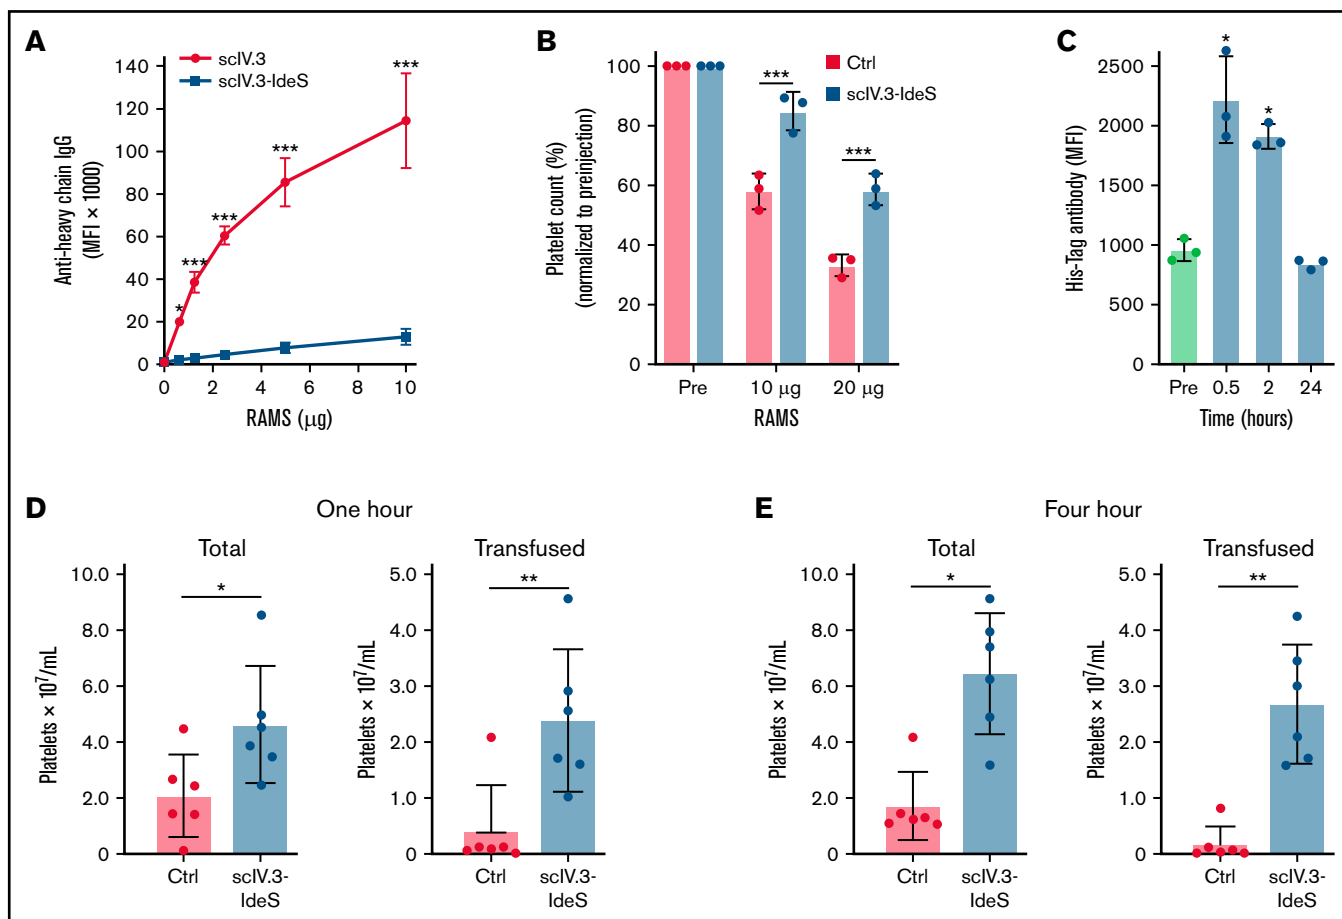 A
scIV.3
scIV.3-IdeS
Anti-heavy chain IgG
(MFI × 1000)
140
120
100
80
60
40
20
0
*
***
***
***
***
0
2
4
6
8
10
RAMS (μg)
B
Ctrl
scIV.3-IdeS
Platelet count (%)
(normalized to preinjection)
100
80
60
40
20
0
***
***
Pre
10 μg
20 μg
RAMS
C
His-Tag antibody (MFI)
2500
2000
1500
1000
500
0
*
*
Pre
0.5
2
24
Time (hours)
D
One hour
Total
Platelets × 10⁷/mL
10.0
8.0
6.0
4.0
2.0
0
*
Ctrl
scIV.3-
IdeS
Transfused
Platelets × 10⁷/mL
5.0
4.0
3.0
2.0
1.0
0
**
Ctrl
scIV.3-
IdeS
E
Four hour
Total
Platelets × 10⁷/mL
10.0
8.0
6.0
4.0
2.0
0
*
Ctrl
scIV.3-
IdeS
Transfused
Platelets × 10⁷/mL
5.0
4.0
3.0
2.0
1.0
0
**
Ctrl
scIV.3-
IdeS